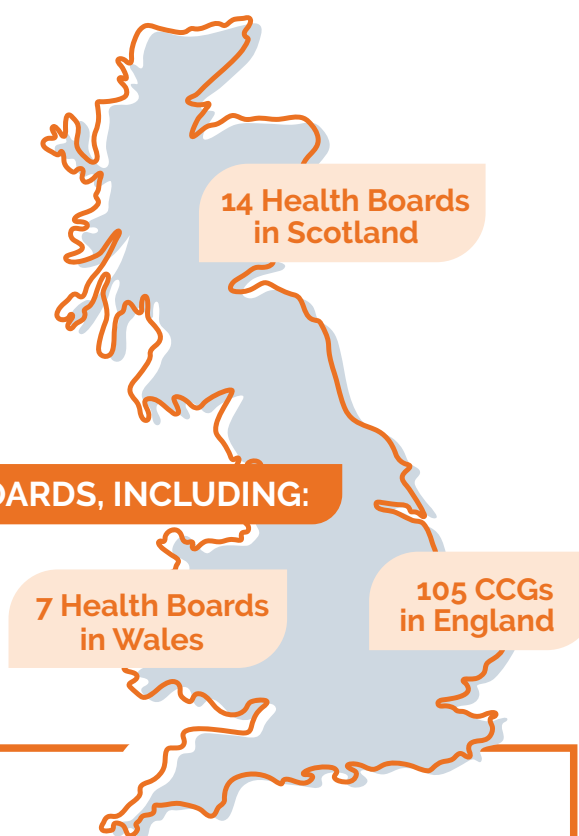 14 Health Boards
in Scotland
OARDS, INCLUDING:
7 Health Boards
in Wales
105 CCGs
in England